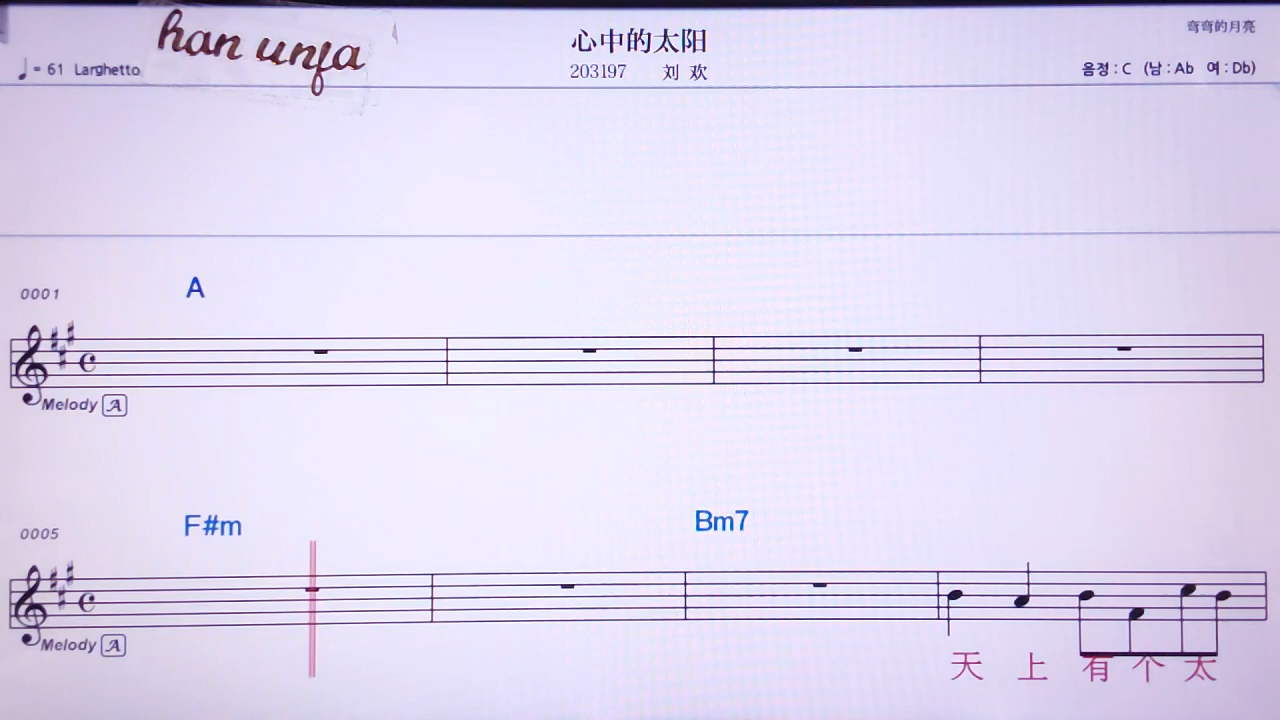 han unfa
心中的太阳
弯弯的月亮
♩= 61 Larghetto
203197 刘 欢
음정 : C (남 : Ab 여 : Db)
0001
A
Melody A
0005
F#m Bm7
Melody A
天 上 有 个 太